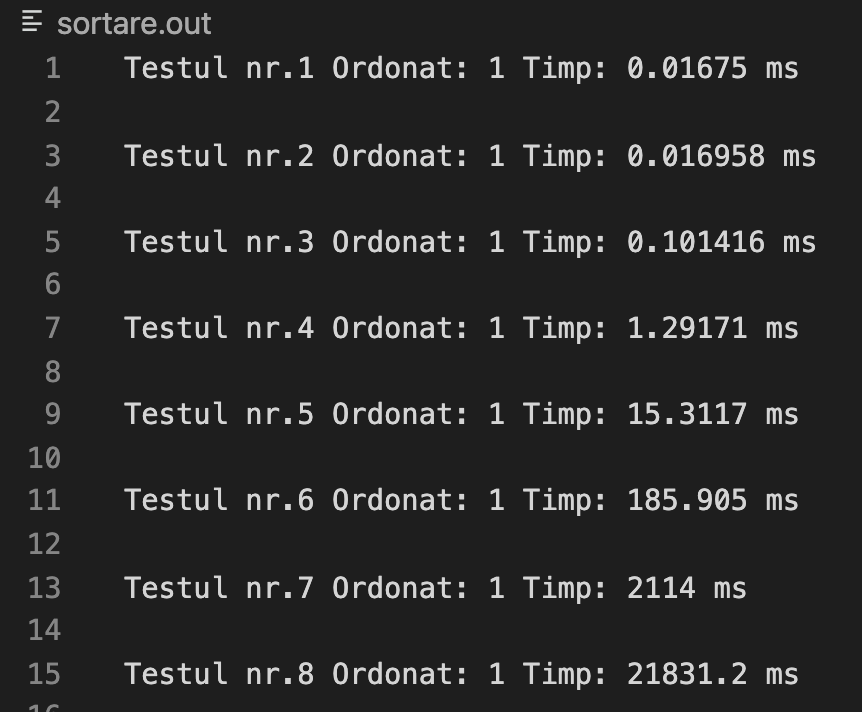 sortare.out
1 Testul nr.1 Ordonat: 1 Timp: 0.01675 ms
2
3 Testul nr.2 Ordonat: 1 Timp: 0.016958 ms
4
5 Testul nr.3 Ordonat: 1 Timp: 0.101416 ms
6
7 Testul nr.4 Ordonat: 1 Timp: 1.29171 ms
8
9 Testul nr.5 Ordonat: 1 Timp: 15.3117 ms
10
11 Testul nr.6 Ordonat: 1 Timp: 185.905 ms
12
13 Testul nr.7 Ordonat: 1 Timp: 2114 ms
14
15 Testul nr.8 Ordonat: 1 Timp: 21831.2 ms